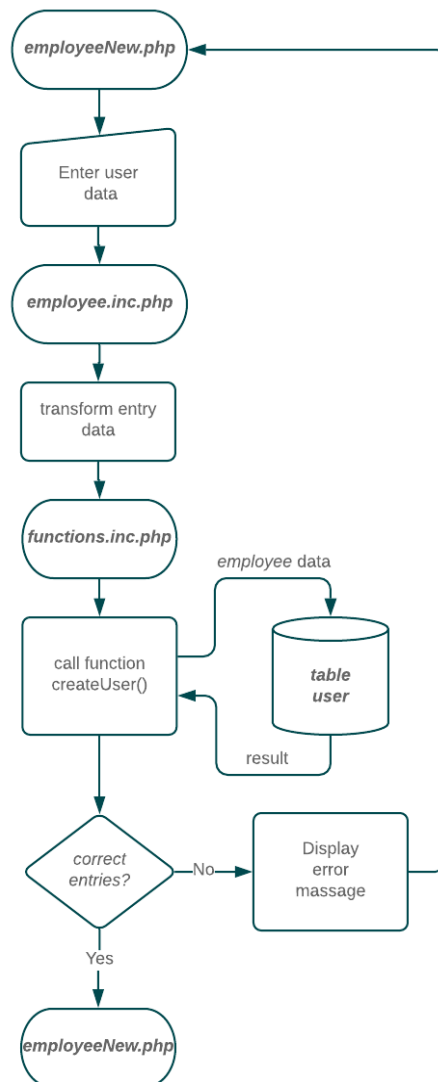 employeeNew.php
Enter user
data
employee.inc.php
transform entry
data
functions.inc.php
employee data
call function
createUser()
table
user
result
correct
entries?
No
Display
error
massage
Yes
employeeNew.php